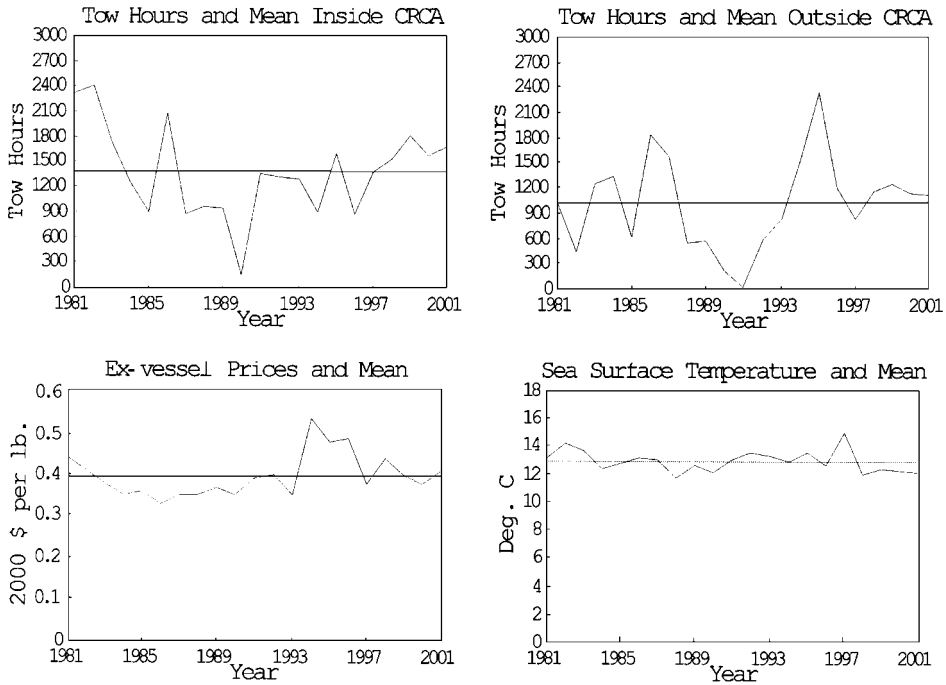 Tow Hours and Mean Inside CRCA
3000
2700
2400
2100
1800
1500
1200
900
600
300
0
Tow Hours
1981 1985 1989 1993 1997 2001
Year
Tow Hours and Mean Outside CRCA
3000
2700
2400
2100
1800
1500
1200
900
600
300
0
Tow Hours
1981 1985 1989 1993 1997 2001
Year
Ex-vessel Prices and Mean
0.6
0.5
0.4
0.3
0.2
0.1
0
2000 $ per lb.
1981 1985 1989 1993 1997 2001
Year
Sea Surface Temperature and Mean
18
16
14
12
10
8
6
4
2
0
Deg. C
1981 1985 1989 1993 1997 2001
Year